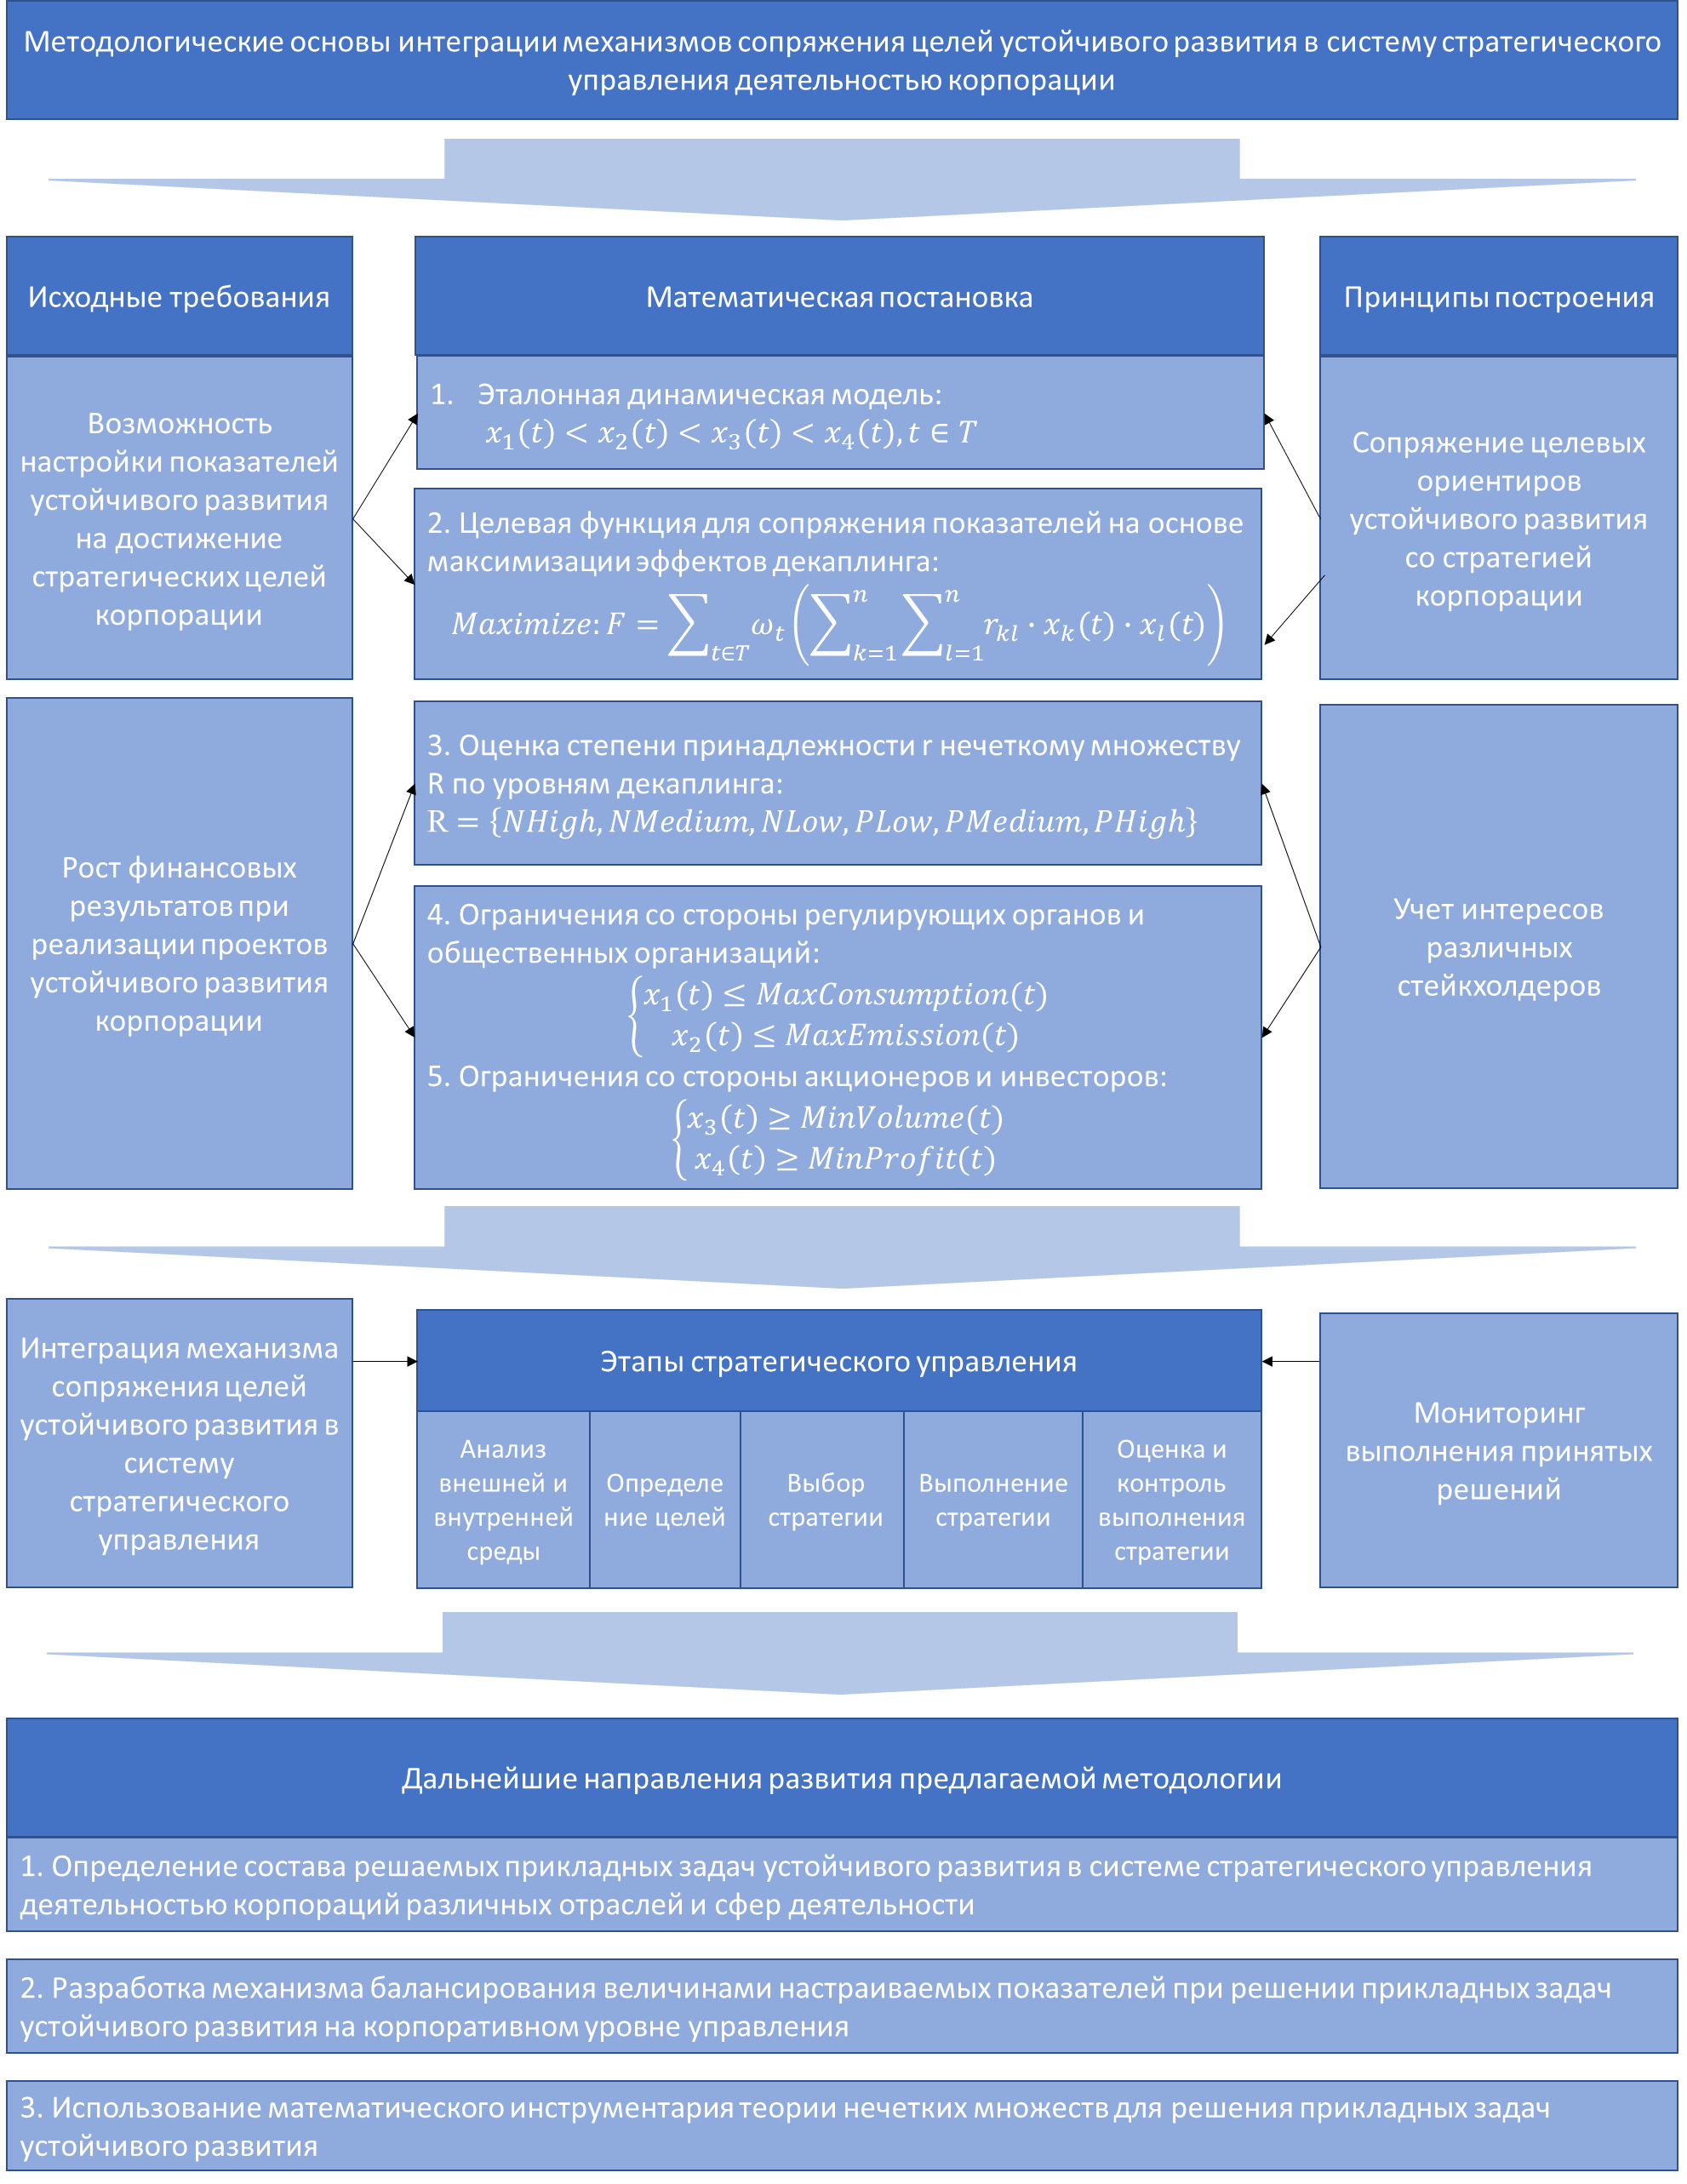 Методологические основы интеграции механизмов сопряжения целей устойчивого развития в систему стратегического
управления деятельностью корпорации
Исходные требования
Возможность
настройки показателей
устойчивого развития
на достижение
стратегических целей
корпорации
Рост финансовых
результатов при
реализации проектов
устойчивого развития
корпорации
Математическая постановка
1. Эталонная динамическая модель:
x₁(t) < x₂(t) < x₃(t) < x₄(t), t ∈ T
2. Целевая функция для сопряжения показателей на основе
максимизации эффектов декаплинга:
Maximize: F = ∑_{t∈T} ω_t (∑_{k=1}^{n} ∑_{l=1}^{n} r_{kl} · x_k(t) · x_l(t))
3. Оценка степени принадлежности r нечеткому множеству
R по уровням декаплинга:
R = {NHigh, NMedium, NLow, PLow, PMedium, PHigh}
4. Ограничения со стороны регулирующих органов и
общественных организаций:
{x₁(t) ≤ MaxConsumption(t)
x₂(t) ≤ MaxEmission(t)
5. Ограничения со стороны акционеров и инвесторов:
{x₃(t) ≥ MinVolume(t)
x₄(t) ≥ MinProfit(t)
Принципы построения
Сопряжение целевых
ориентиров
устойчивого развития
со стратегией
корпорации
Учет интересов
различных
стейкхолдеров
Интеграция механизма
сопряжения целей
устойчивого развития в
систему
стратегического
управления
Этапы стратегического управления
Анализ
внешней и
внутренней
среды
Определе
ние целей
Выбор
стратегии
Выполнение
стратегии
Оценка и
контроль
выполнения
стратегии
Мониторинг
выполнения принятых
решений
Дальнейшие направления развития предлагаемой методологии
1. Определение состава решаемых прикладных задач устойчивого развития в системе стратегического управления
деятельностью корпораций различных отраслей и сфер деятельности
2. Разработка механизма балансирования величинами настраиваемых показателей при решении прикладных задач
устойчивого развития на корпоративном уровне управления
3. Использование математического инструментария теории нечетких множеств для решения прикладных задач
устойчивого развития